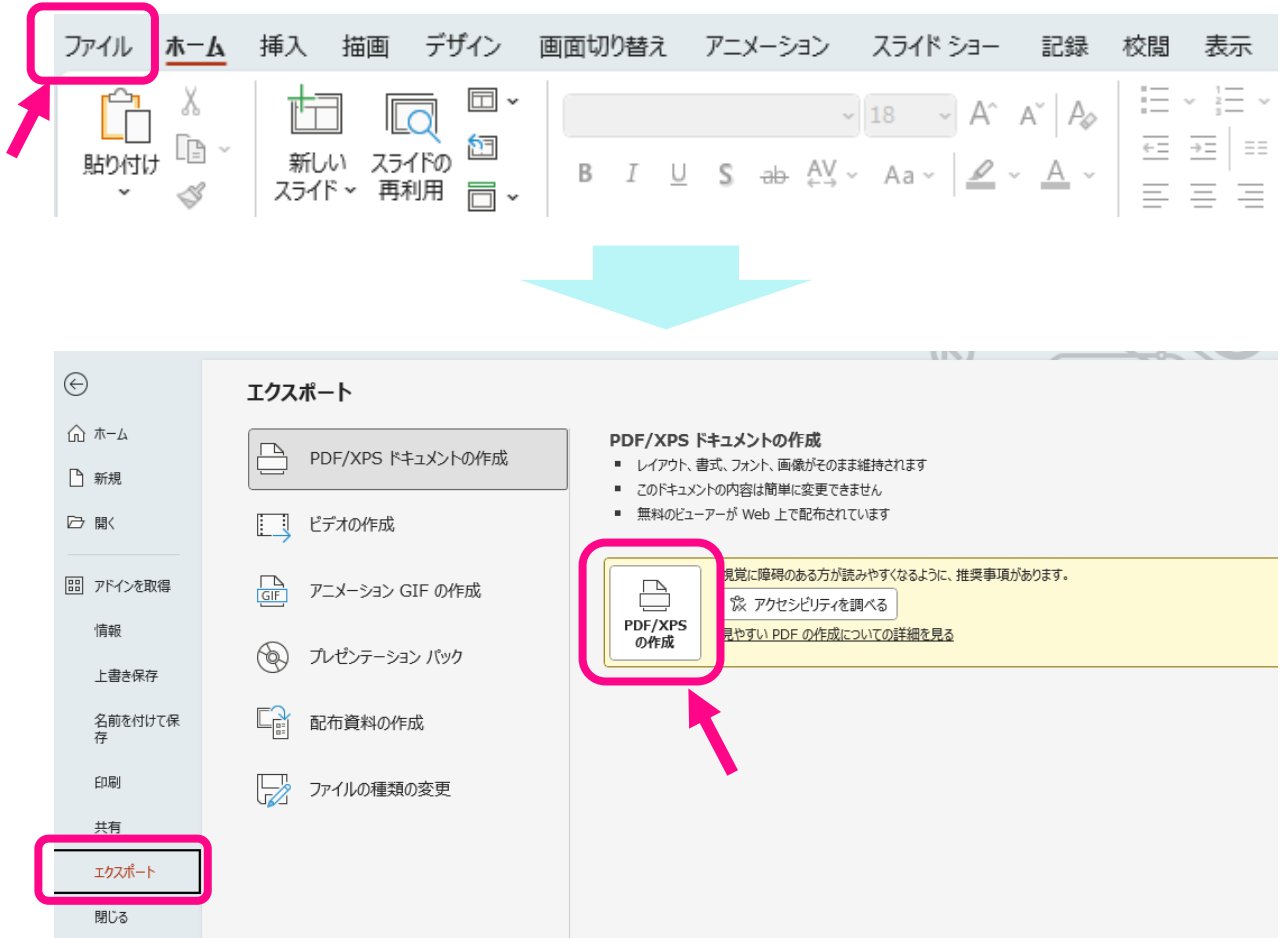 ファイル ホーム 挿入 描画 デザイン 画面切り替え アニメーション スライド ショー 記録 校閲 表示
貼り付け
新しい
スライド
スライドの
再利用
18 A A A
B I U S ab AV Aa A
エクスポート
ホーム
新規
開く
アドインを取得
情報
上書き保存
名前を付けて保
存
印刷
共有
エクスポート
閉じる
PDF/XPS ドキュメントの作成
ビデオの作成
GIF
アニメーション GIF の作成
プレゼンテーション パック
配布資料の作成
ファイルの種類の変更
PDF/XPS ドキュメントの作成
▪ レイアウト、書式、フォント、画像がそのまま維持されます
▪ このドキュメントの内容は簡単に変更できません
▪ 無料のビューアーが Web 上で配布されています
PDF/XPS
の作成
視覚に障碍のある方が読みやすくなるように、推奨事項があります。
アクセシビリティを調べる
見やすい PDF の作成についての詳細を見る